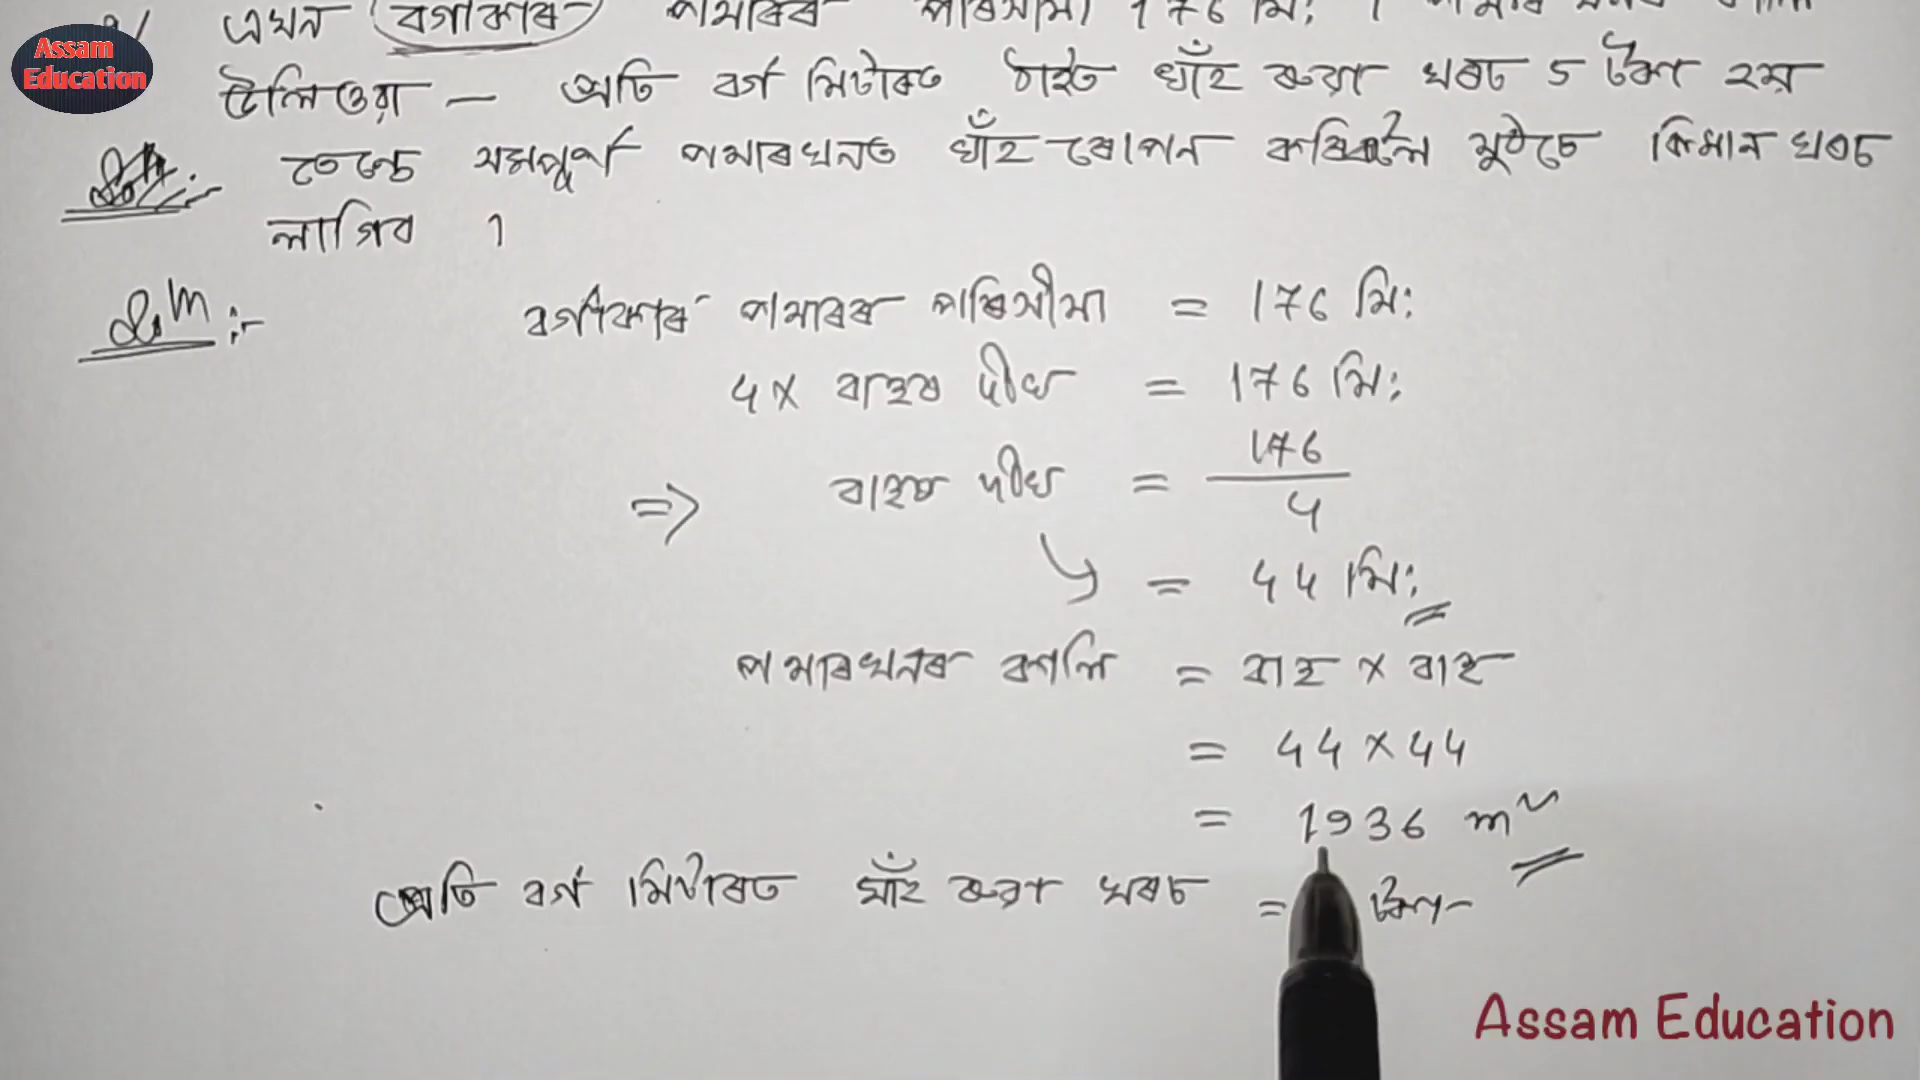 Assam
Education
এখন বৰ্গাকাৰ পথাৰৰ পৰিসীমা 176 মি: ।
উলিওৱা — প্ৰতি বৰ্গ মিটাৰত ঘাঁহ ৰুৱা খৰচ 5 টকা হয়
তেন্তে সম্পূৰ্ণ পথাৰখনত ঘাঁহ ৰোপন কৰিবলৈ মুঠতে কিমান খৰচ
লাগিব ।
Sol^n :-
বৰ্গাকাৰ পথাৰৰ পৰিসীমা = 176 মি:
4 × বাহুৰ দীঘ = 176 মি:
=> বাহুৰ দীঘ = 176/4
" = 44 মি:
পথাৰখনৰ কালি = বাহু × বাহু
= 44 × 44
= 1936 m²
প্ৰতি বৰ্গ মিটাৰত ঘাঁহ ৰুৱা খৰচ = টকা
Assam Education